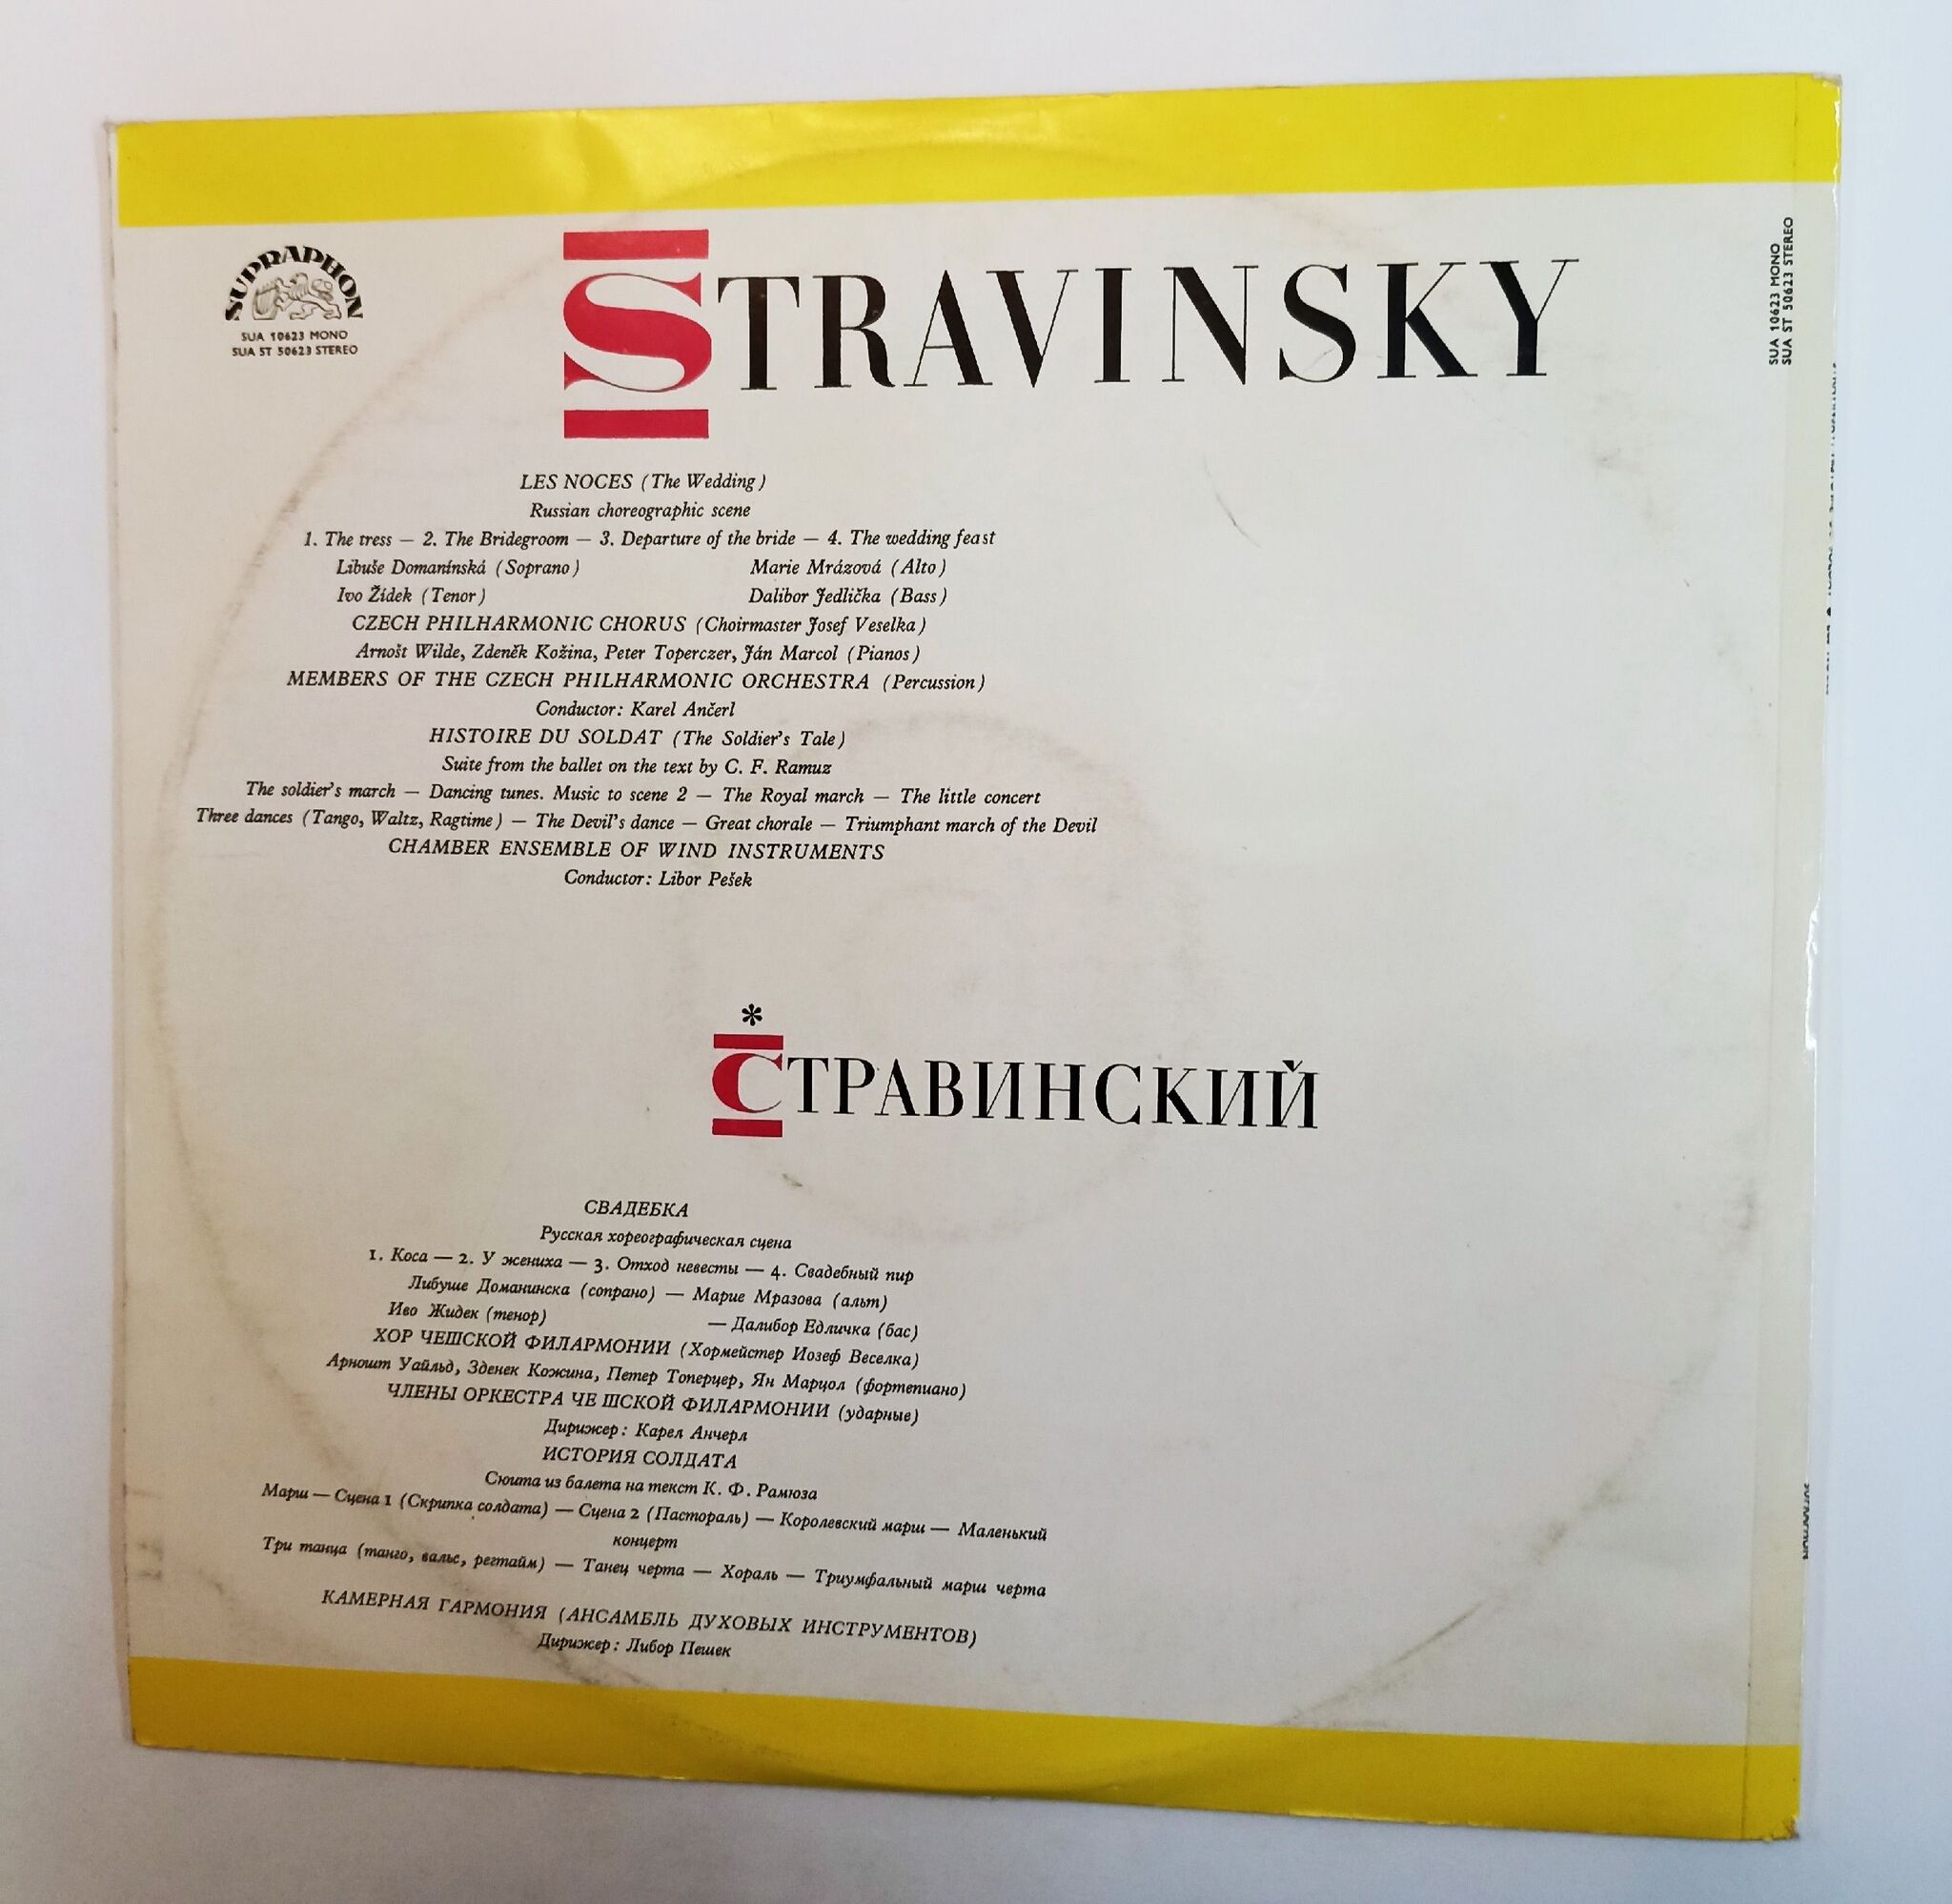 SUPRAPHON
SUA 10623 MONO
SUA ST 50623 STEREO
STRAVINSKY
SUA 10623 MONO
SUA ST 50623 STEREO
LES NOCES (The Wedding)
Russian choreographic scene
1. The tress — 2. The Bridegroom — 3. Departure of the bride — 4. The wedding feast
Libuše Domanínská (Soprano) Marie Mrázová (Alto)
Ivo Žídek (Tenor) Dalibor Jedlička (Bass)
CZECH PHILHARMONIC CHORUS (Choirmaster Josef Veselka)
Arnošt Wilde, Zdeněk Kožina, Peter Toperczer, Ján Marcol (Pianos)
MEMBERS OF THE CZECH PHILHARMONIC ORCHESTRA (Percussion)
Conductor: Karel Ančerl
HISTOIRE DU SOLDAT (The Soldier's Tale)
Suite from the ballet on the text by C. F. Ramuz
The soldier's march — Dancing tunes. Music to scene 2 — The Royal march — The little concert
Three dances (Tango, Waltz, Ragtime) — The Devil's dance — Great chorale — Triumphant march of the Devil
CHAMBER ENSEMBLE OF WIND INSTRUMENTS
Conductor: Libor Pešek
*
СТРАВИНСКИЙ
СВАДЕБКА
Русская хореографическая сцена
1. Коса — 2. У жениха — 3. Отход невесты — 4. Свадебный пир
Либуше Доманинска (сопрано) — Марие Мразова (альт)
Иво Жидек (тенор) — Далибор Едличка (бас)
ХОР ЧЕШСКОЙ ФИЛАРМОНИИ (Хормейстер Иозеф Веселка)
Арношт Уайльд, Зденек Кожина, Петер Топерцер, Ян Марцол (фортепиано)
ЧЛЕНЫ ОРКЕСТРА ЧЕ ШСКОЙ ФИЛАРМОНИИ (ударные)
Дирижер: Карел Анчерл
ИСТОРИЯ СОЛДАТА
Сюита из балета на текст К. Ф. Рамюза
Марш — Сцена 1 (Скрипка солдата) — Сцена 2 (Пастораль) — Королевский марш — Маленький
концерт
Три танца (танго, вальс, регтайм) — Танец черта — Хораль — Триумфальный марш черта
КАМЕРНАЯ ГАРМОНИЯ (АНСАМБЛЬ ДУХОВЫХ ИНСТРУМЕНТОВ)
Дирижер: Либор Пешек